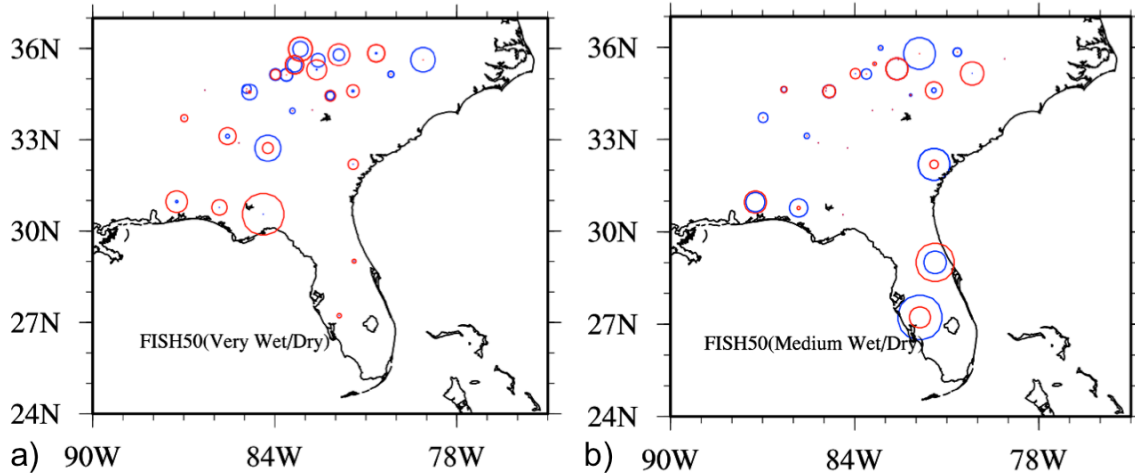 36N
33N
30N
27N
24N
FISH50(Very Wet/Dry)
90W 84W 78W
a)
36N
33N
30N
27N
24N
FISH50(Medium Wet/Dry)
90W 84W 78W
b)